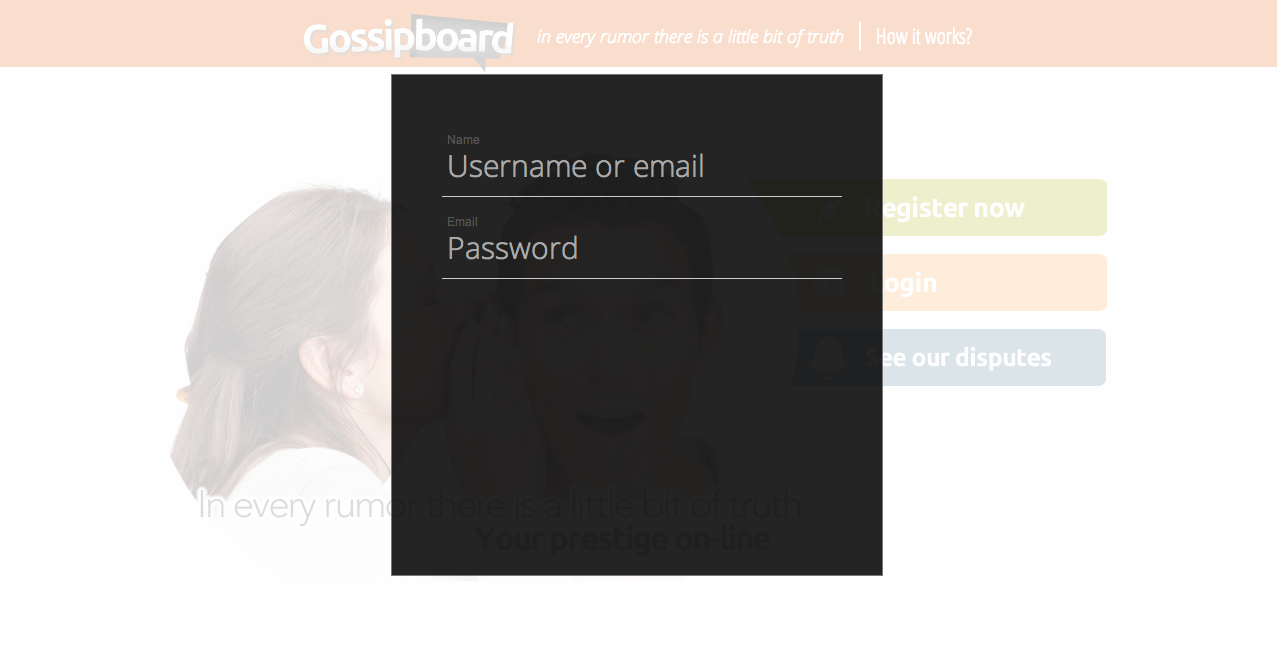 Gossipboard in every rumor there is a little bit of truth How it works?
Name
Username or email
Email
Password
Register now
Login
See our disputes
In every rumor there is a little bit of truth
Your prestige on-line